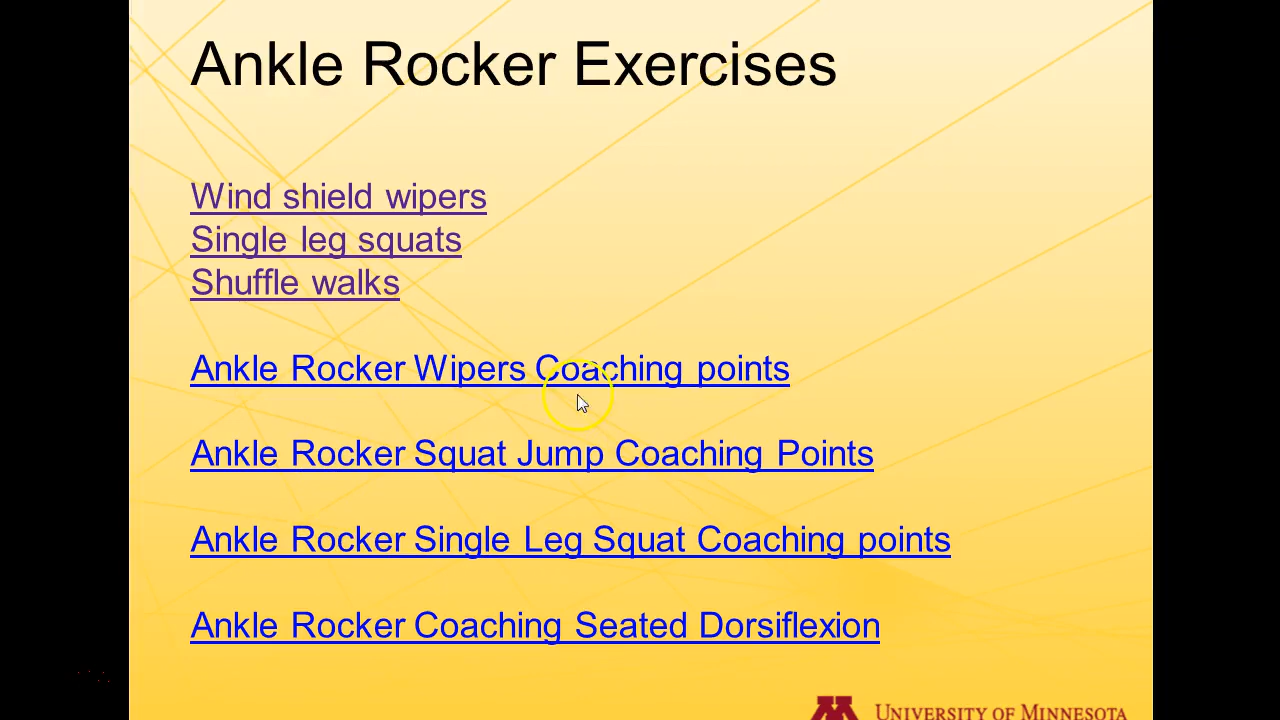 Ankle Rocker Exercises
Wind shield wipers
Single leg squats
Shuffle walks
Ankle Rocker Wipers Coaching points
Ankle Rocker Squat Jump Coaching Points
Ankle Rocker Single Leg Squat Coaching points
Ankle Rocker Coaching Seated Dorsiflexion
M UNIVERSITY OF MINNESOTA